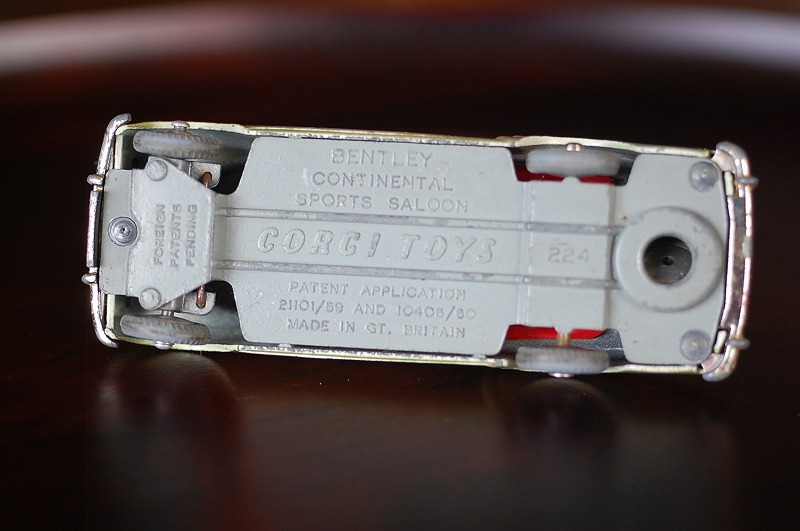 BENTLEY
CONTINENTAL
SPORTS SALOON
CORGI TOYS
224
PATENT APPLICATION
21101/59 AND 10408/60
MADE IN GT. BRITAIN
FOREIGN
PATENTS
PENDING